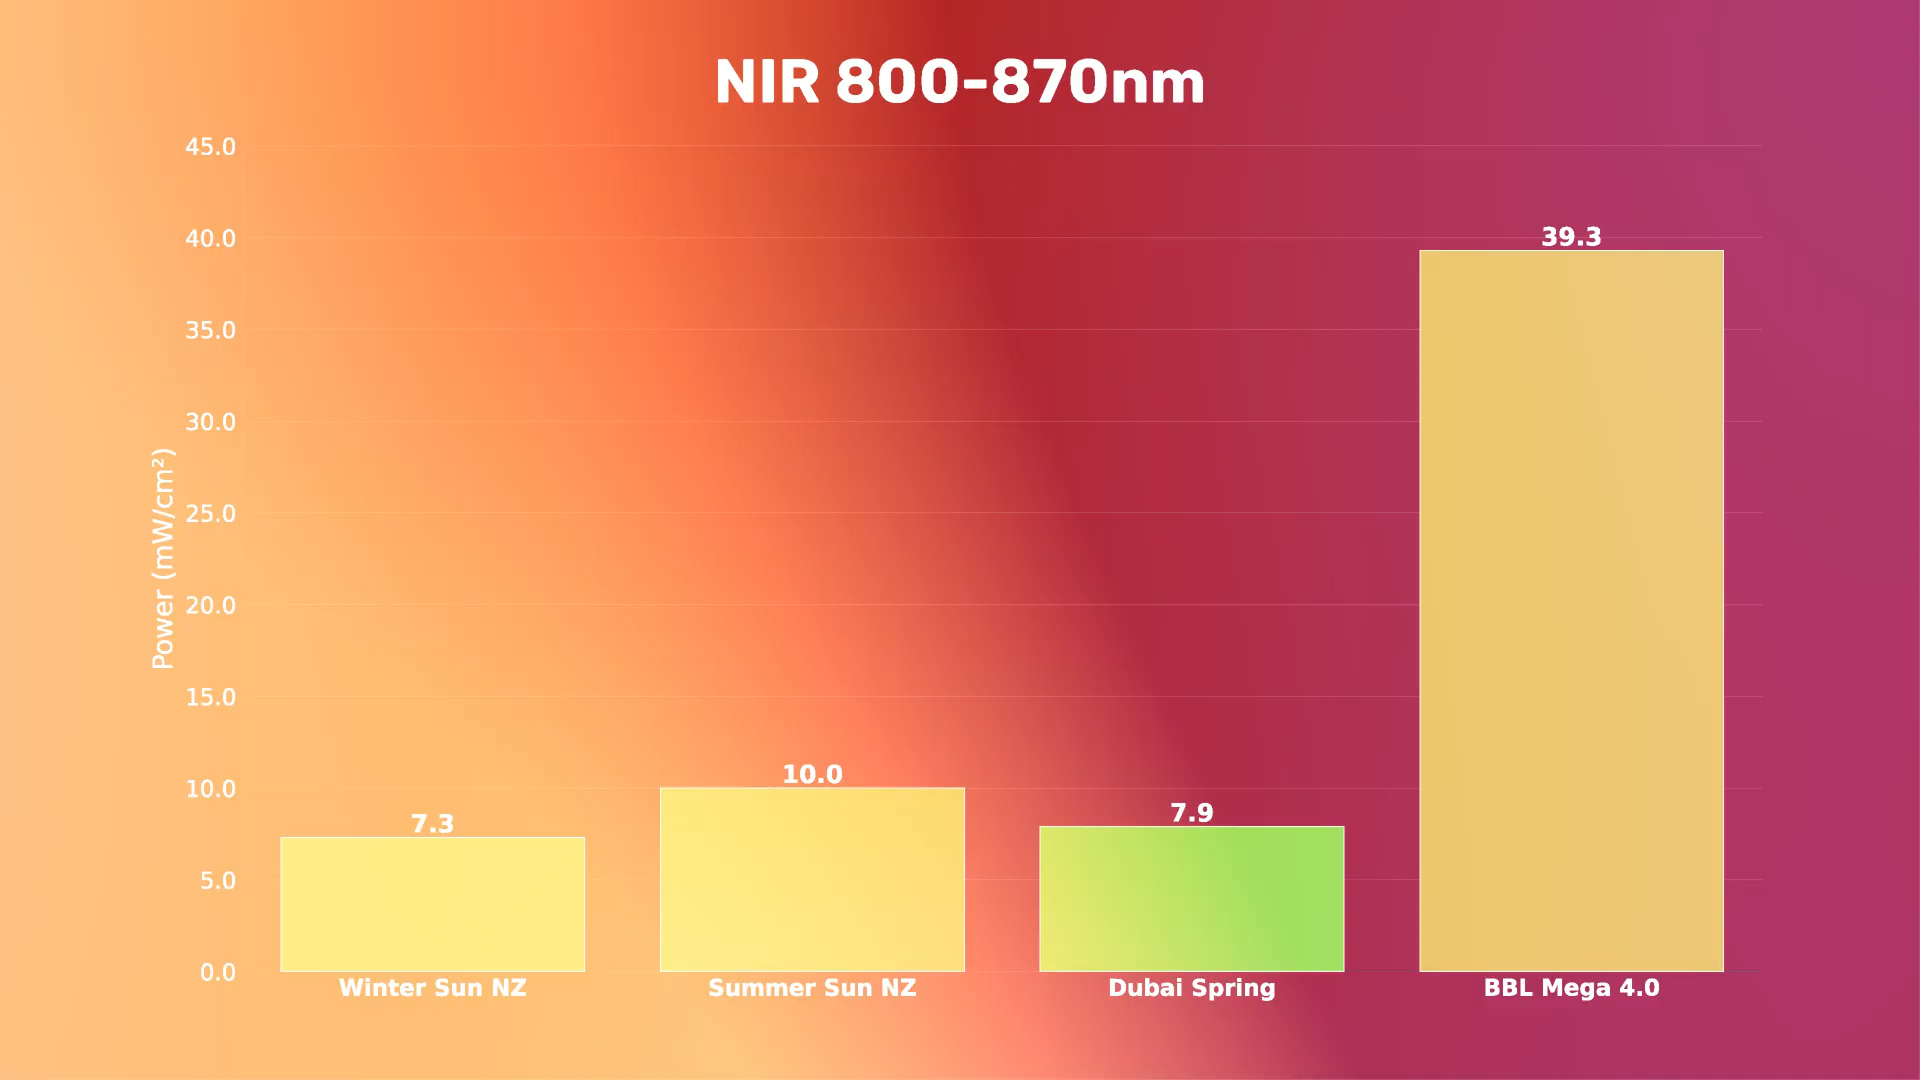 NIR 800-870nm
45.0
40.0
35.0
30.0
25.0
20.0
15.0
10.0
5.0
0.0
Power (mW/cm²)
7.3
10.0
7.9
39.3
Winter Sun NZ
Summer Sun NZ
Dubai Spring
BBL Mega 4.0